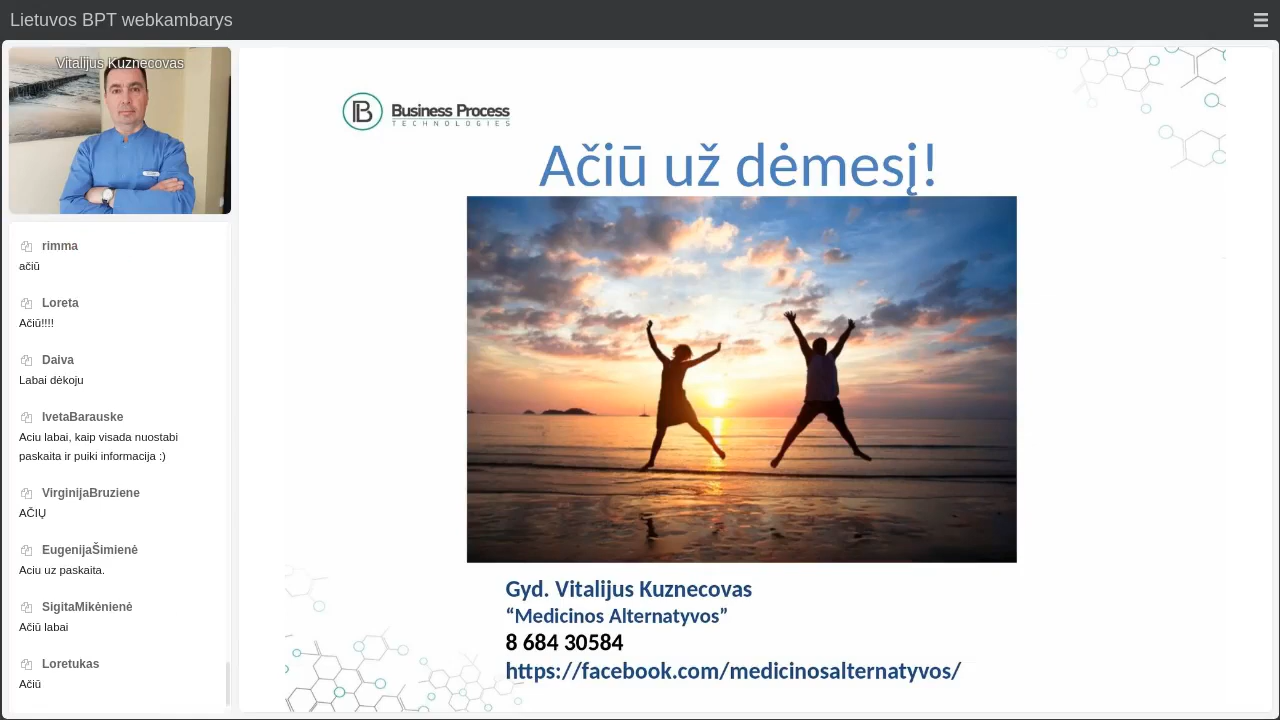 Lietuvos BPT webkambarys
Vitalijus Kuznecovas
rimma
ačiū
Loreta
Ačiū!!!!
Daiva
Labai dėkoju
IvetaBarauske
Aciu labai, kaip visada nuostabi
paskaita ir puiki informacija :)
VirginijaBruziene
AČIŲ
EugenijaŠimienė
Aciu uz paskaita.
SigitaMikėnienė
Ačiū labai
Loretukas
Ačiū
Business Process
TECHNOLOGIES
Ačiū už dėmesį!
Gyd. Vitalijus Kuznecovas
“Medicinos Alternatyvos”
8 684 30584
https://facebook.com/medicinosalternatyvos/